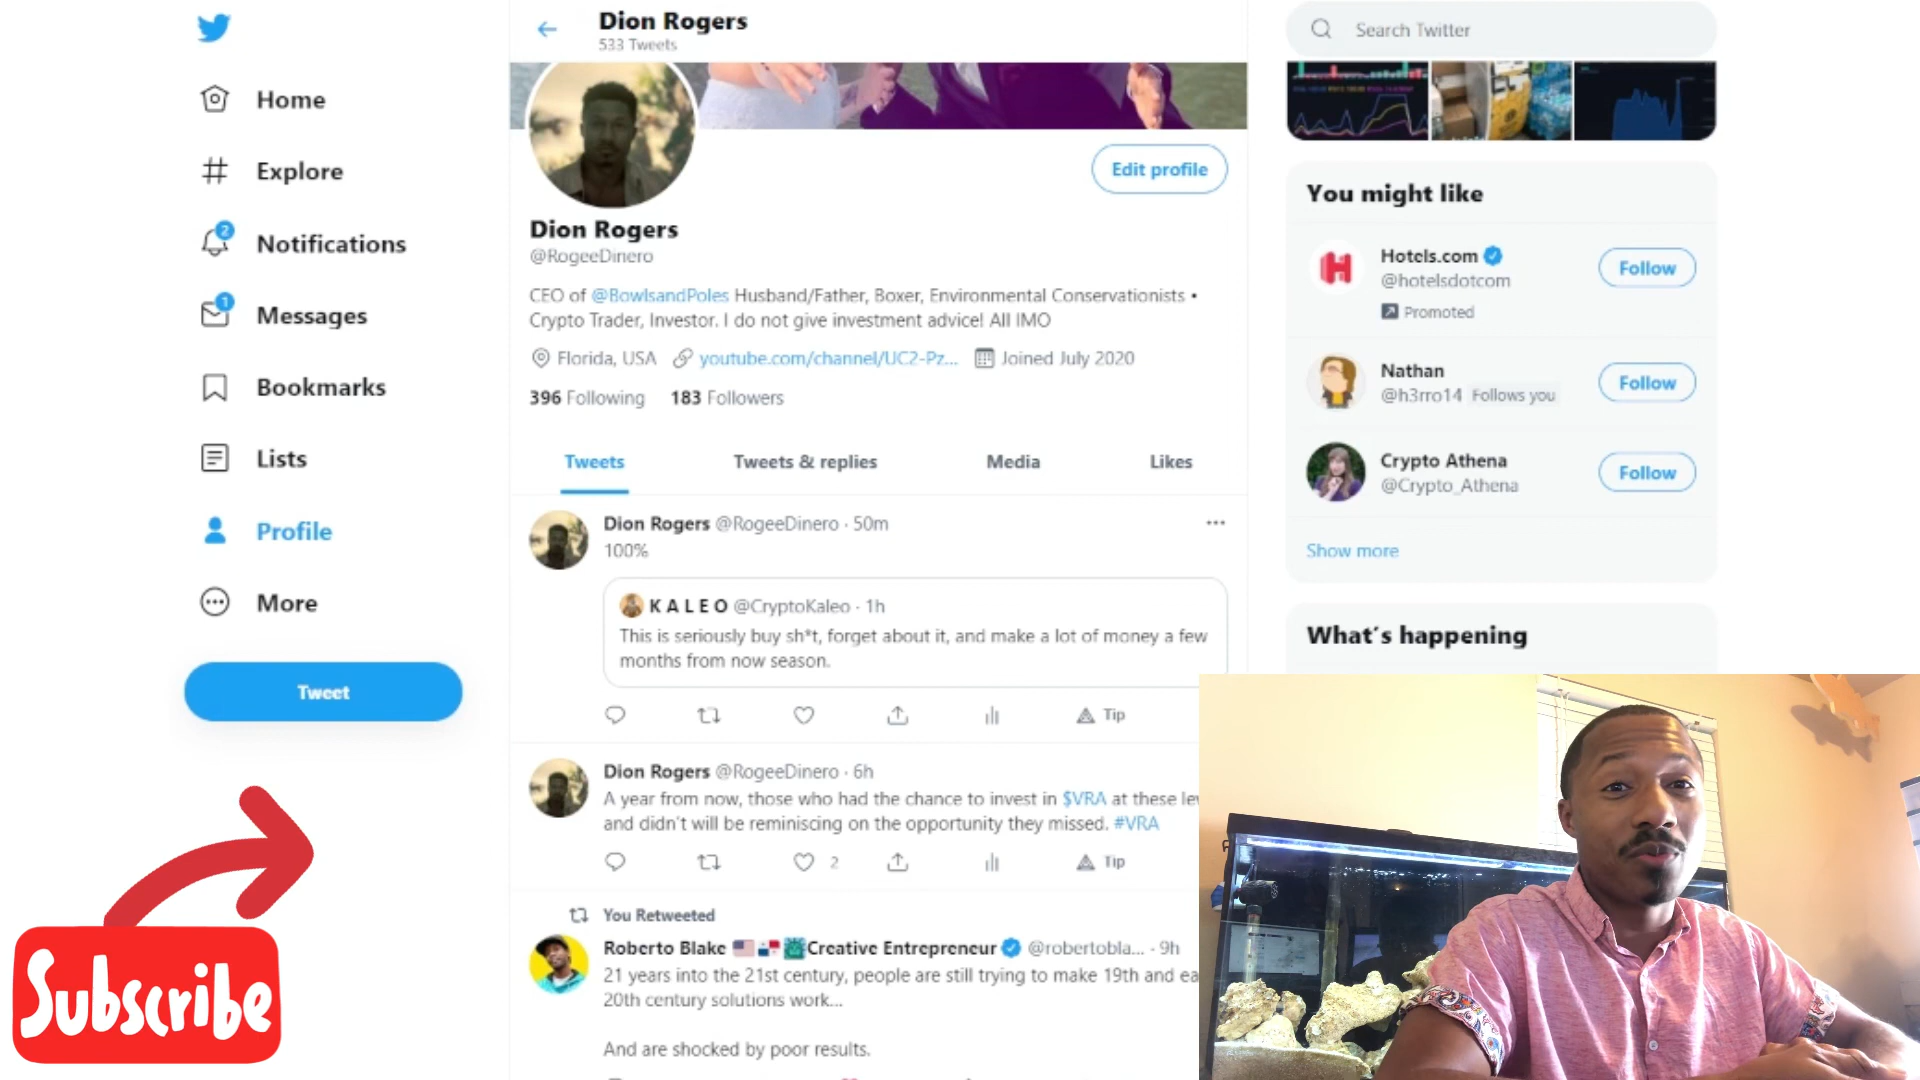 Home
Explore
2
Notifications
1
Messages
Bookmarks
Lists
Profile
More
Tweet
Subscribe
Dion Rogers
533 Tweets
Edit profile
Dion Rogers
@RogeeDinero
CEO of @BowlsandPoles Husband/Father, Boxer, Environmental Conservationists •
Crypto Trader, Investor. I do not give investment advice! All IMO
Florida, USA youtube.com/channel/UC2-Pz... Joined July 2020
396 Following 183 Followers
Tweets Tweets & replies Media Likes
Dion Rogers @RogeeDinero · 50m
100%
K A L E O @CryptoKaleo · 1h
This is seriously buy sh*t, forget about it, and make a lot of money a few
months from now season.
Tip
Dion Rogers @RogeeDinero · 6h
A year from now, those who had the chance to invest in $VRA at these le
and didn't will be reminiscing on the opportunity they missed. #VRA
2 Tip
You Retweeted
Roberto Blake Creative Entrepreneur @robertobla... · 9h
21 years into the 21st century, people are still trying to make 19th and ea
20th century solutions work...
And are shocked by poor results.
Search Twitter
You might like
Hotels.com
@hotelsdotcom
Promoted
Follow
Nathan
@h3rro14 Follows you
Follow
Crypto Athena
@Crypto_Athena
Follow
Show more
What's happening